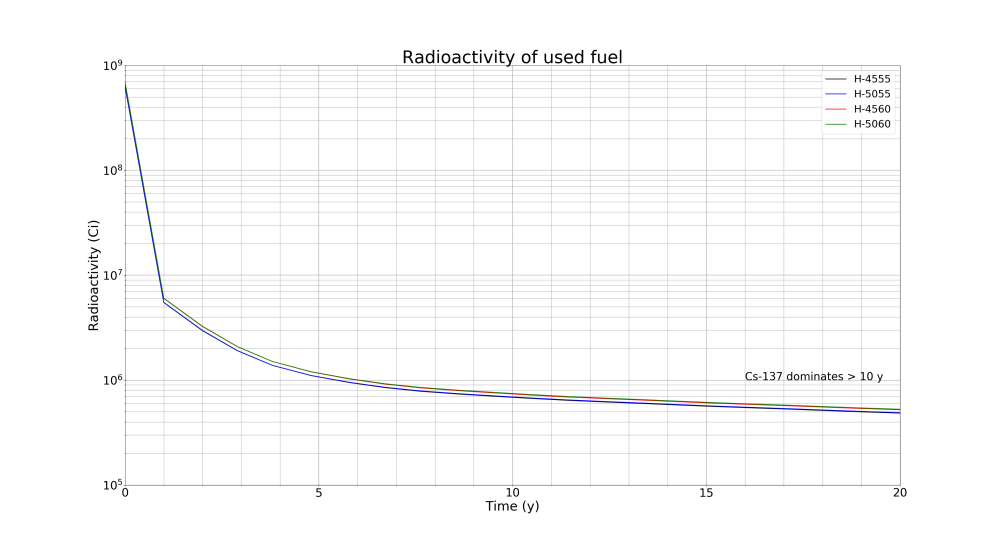 Radioactivity of used fuel
10^9
H-4555
H-5055
H-4560
H-5060
10^8
Radioactivity (Ci)
10^7
10^6
Cs-137 dominates > 10 y
10^5
0 5 10 15 20
Time (y)